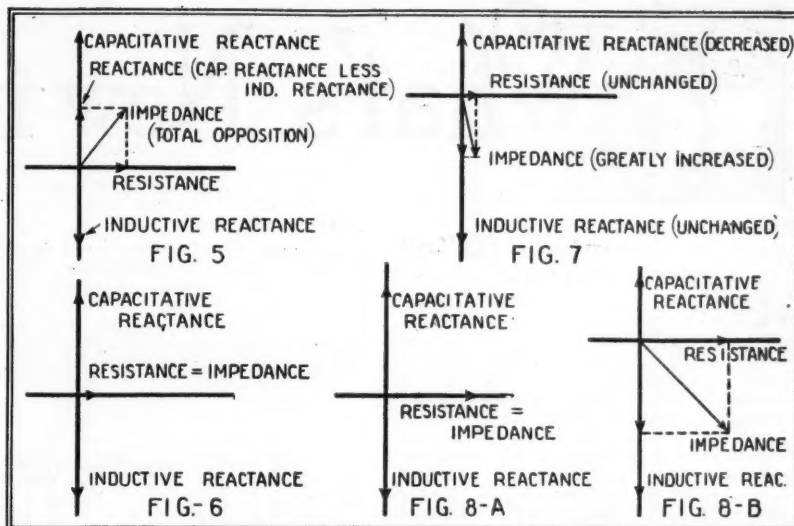 CAPACITATIVE REACTANCE
REACTANCE (CAP. REACTANCE LESS
IND. REACTANCE)
IMPEDANCE
(TOTAL OPPOSITION)
RESISTANCE
INDUCTIVE REACTANCE
FIG. 5
CAPACITATIVE REACTANCE (DECREASED)
RESISTANCE (UNCHANGED)
IMPEDANCE (GREATLY INCREASED)
INDUCTIVE REACTANCE (UNCHANGED)
FIG. 7
CAPACITATIVE
REACTANCE
RESISTANCE = IMPEDANCE
INDUCTIVE REACTANCE
FIG.-6
CAPACITATIVE
REACTANCE
RESISTANCE =
IMPEDANCE
INDUCTIVE REACTANCE
FIG. 8-A
CAPACITATIVE
REACTANCE
RESISTANCE
IMPEDANCE
INDUCTIVE REAC.
FIG. 8-B